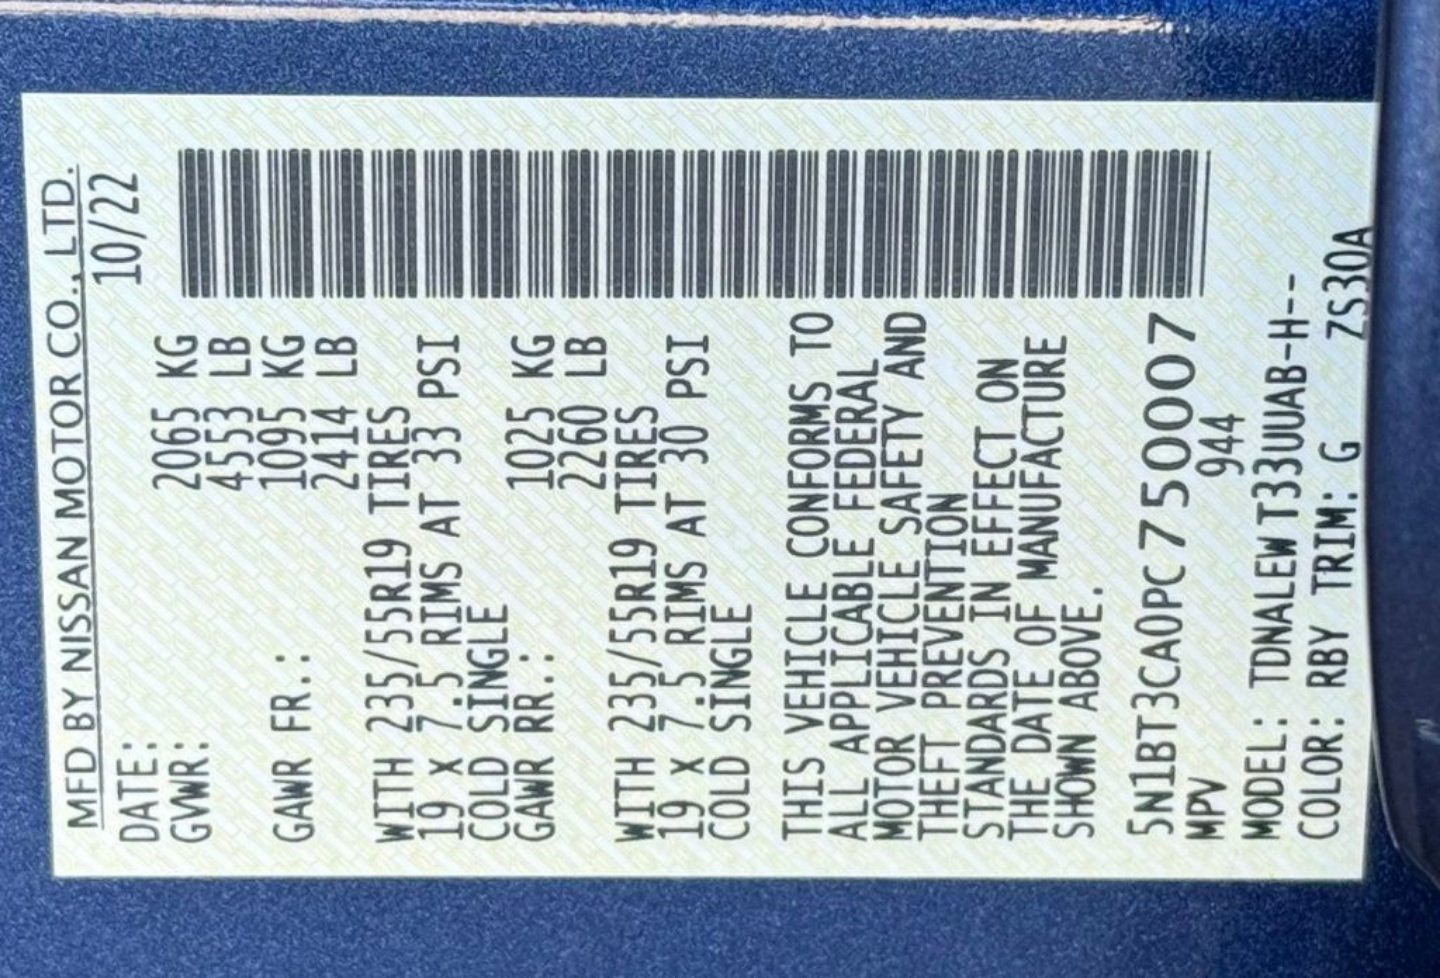 MFD BY NISSAN MOTOR CO., LTD.
DATE: 10/22
GVWR: 2065 KG
4553 LB
GAWR FR.: 1095 KG
2414 LB
WITH 235/55R19 TIRES
19 X 7.5 RIMS AT 33 PSI
COLD SINGLE
GAWR RR.: 1025 KG
2260 LB
WITH 235/55R19 TIRES
19 X 7.5 RIMS AT 30 PSI
COLD SINGLE
THIS VEHICLE CONFORMS TO
ALL APPLICABLE FEDERAL
MOTOR VEHICLE SAFETY AND
THEFT PREVENTION
STANDARDS IN EFFECT ON
THE DATE OF MANUFACTURE
SHOWN ABOVE.
5N1BT3CA0PC750007
MPV 944
MODEL: TDNALEWT33UUAB-H--
COLOR: RBY TRIM: G ZS30A